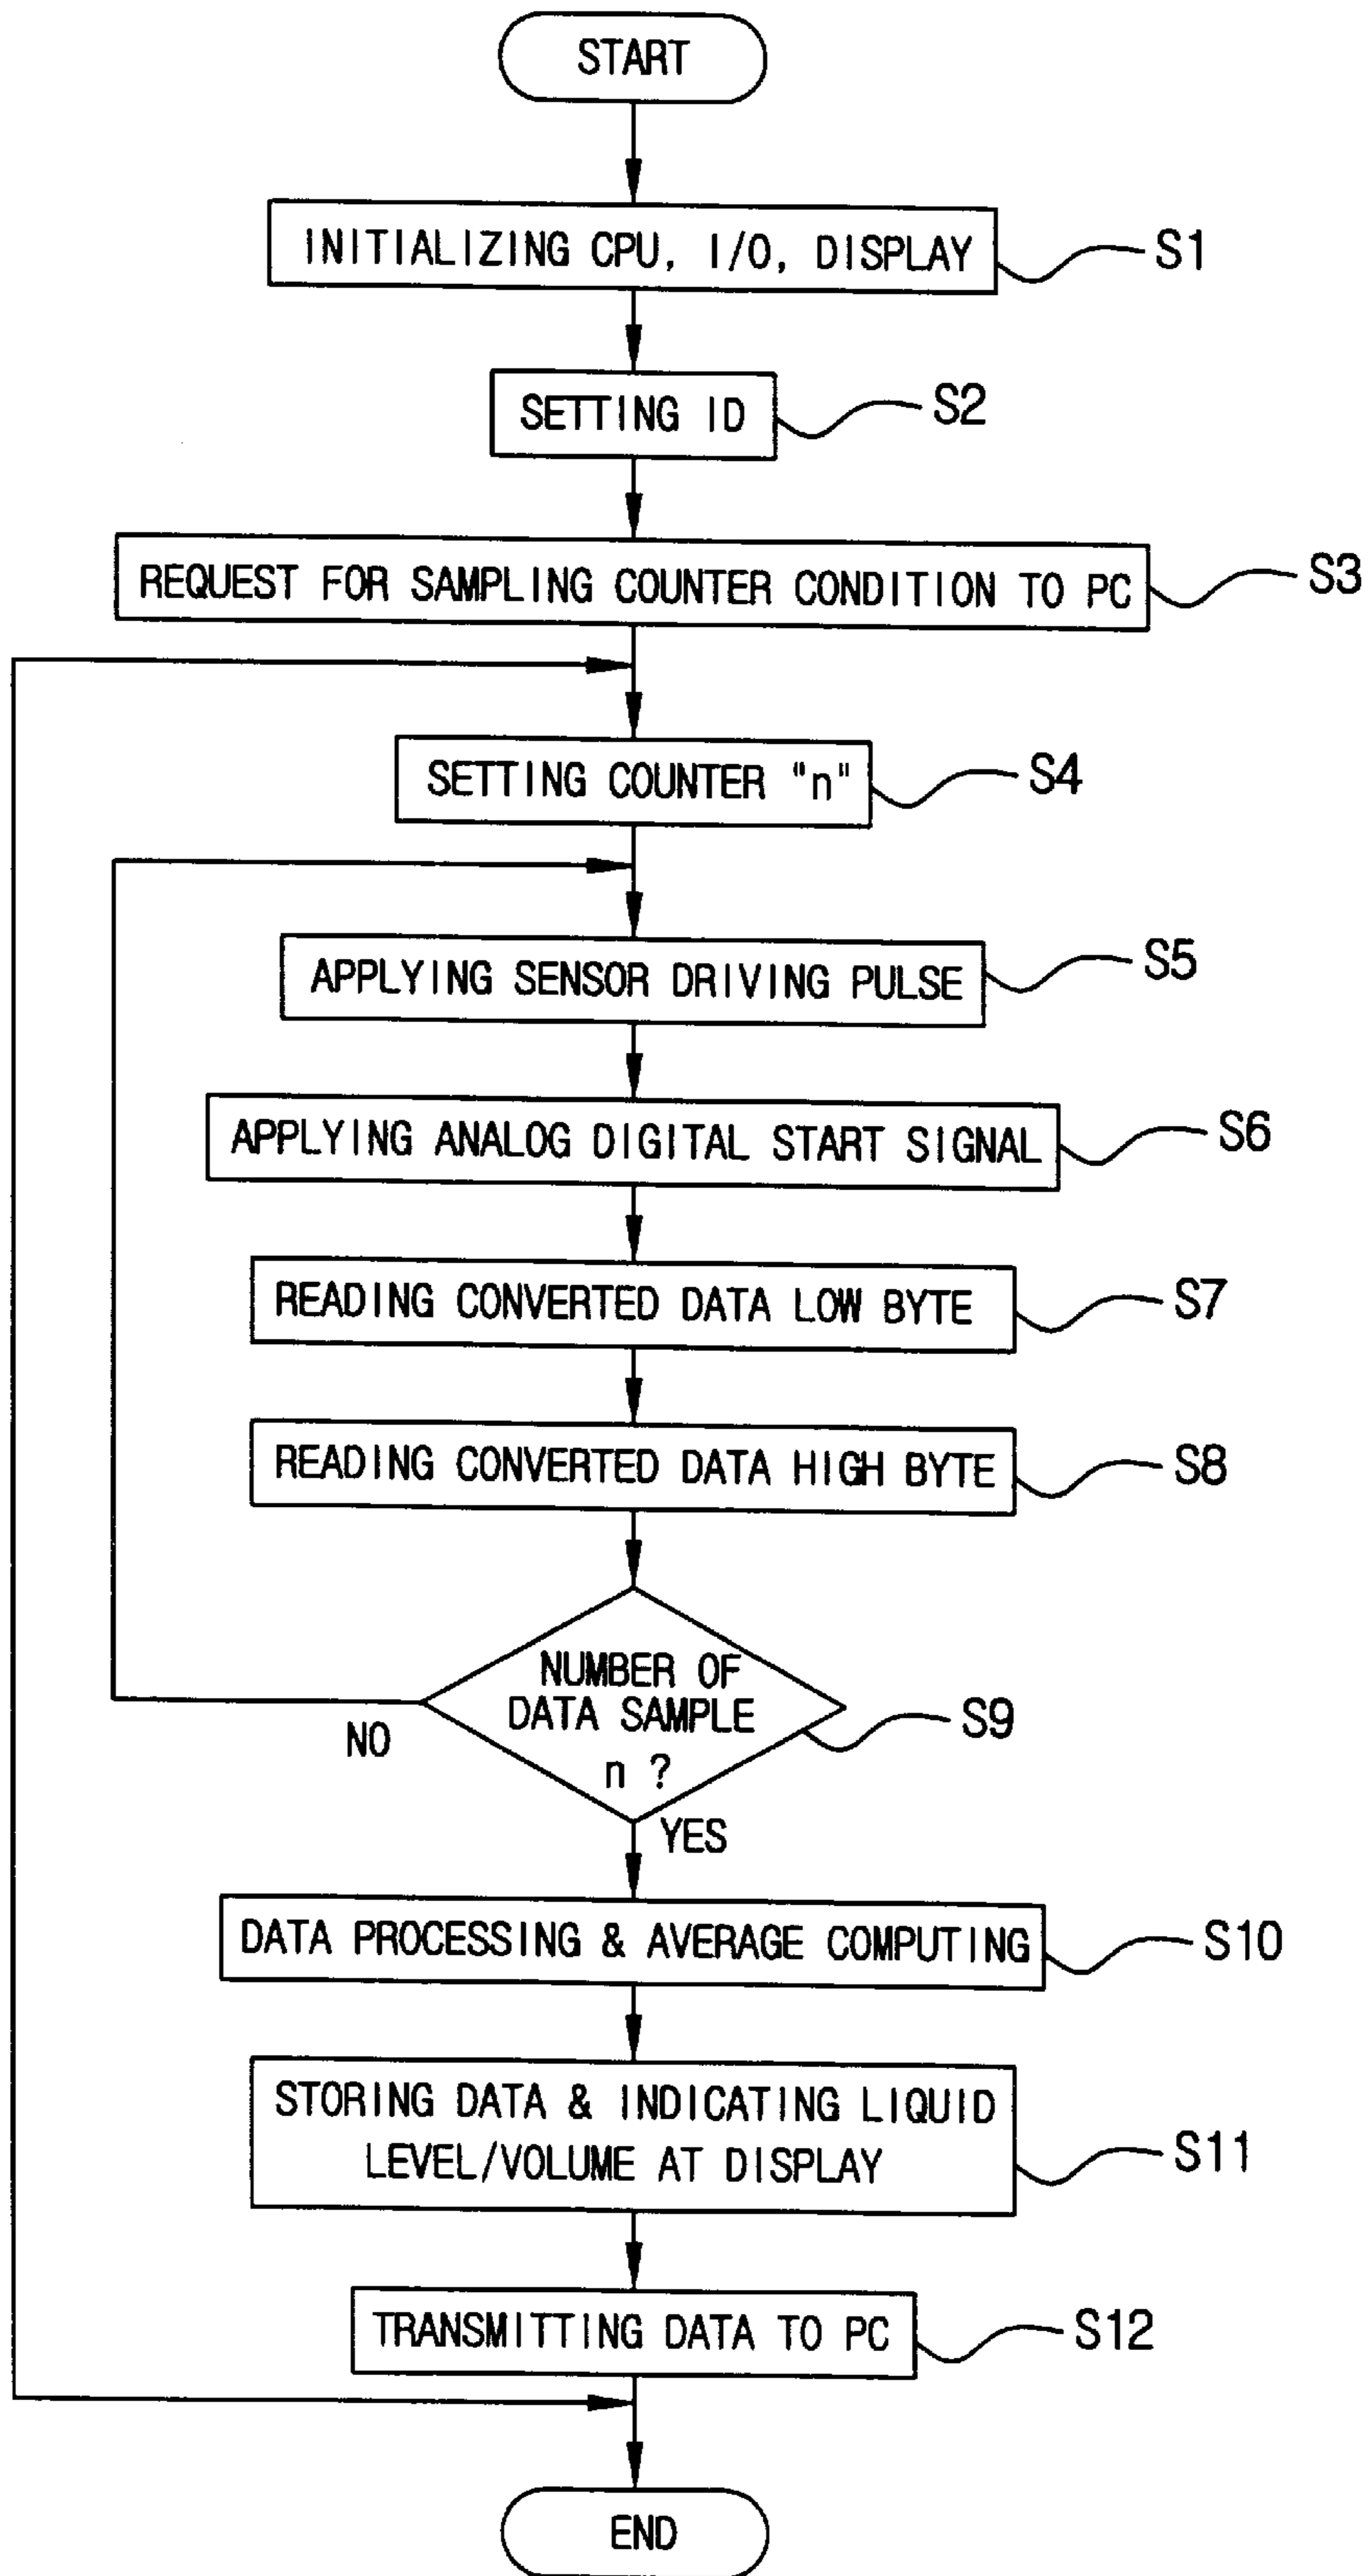 START
INITIALIZING CPU, I/O, DISPLAY
S1
SETTING ID
S2
REQUEST FOR SAMPLING COUNTER CONDITION TO PC
S3
SETTING COUNTER "n"
S4
APPLYING SENSOR DRIVING PULSE
S5
APPLYING ANALOG DIGITAL START SIGNAL
S6
READING CONVERTED DATA LOW BYTE
S7
READING CONVERTED DATA HIGH BYTE
S8
NUMBER OF
DATA SAMPLE
n ?
S9
NO
YES
DATA PROCESSING & AVERAGE COMPUTING
S10
STORING DATA & INDICATING LIQUID
LEVEL/VOLUME AT DISPLAY
S11
TRANSMITTING DATA TO PC
S12
END